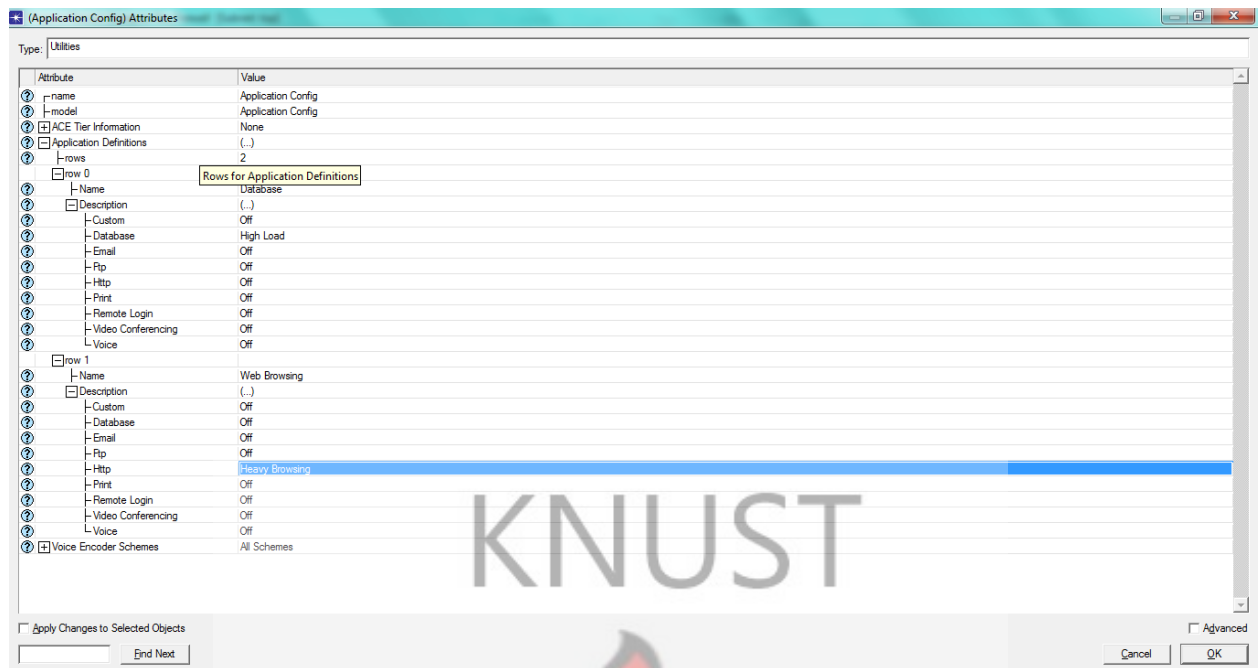 (Application Config) Attributes
Type: Utilities
Attribute Value
name Application Config
model Application Config
ACE Tier Information None
Application Definitions (...)
rows 2
row 0
Rows for Application Definitions
Name Database
Description (...)
Custom Off
Database High Load
Email Off
Ftp Off
Http Off
Print Off
Remote Login Off
Video Conferencing Off
Voice Off
row 1
Name Web Browsing
Description (...)
Custom Off
Database Off
Email Off
Ftp Off
Http Heavy Browsing
Print Off
Remote Login Off
Video Conferencing Off
Voice Off
Voice Encoder Schemes All Schemes
KNUST
Apply Changes to Selected Objects
Advanced
Find Next
Cancel
OK